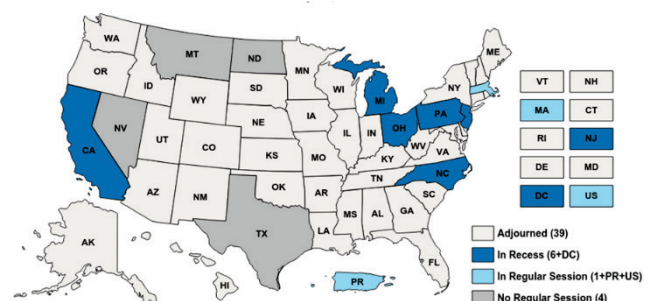 WA
MT
ND
ME
OR
MN
ID
SD
WI
NY
VT
NH
WY
MI
MA
CT
NV
NE
IA
PA
RI
NJ
CA
UT
CO
IL
IN
OH
KS
MO
WV
VA
DE
MD
KY
NC
DC
US
AZ
NM
OK
TN
AR
SC
MS
AL
GA
TX
LA
Adjourned (39)
AK
FL
In Recess (6+DC)
HI
PR
In Regular Session (1+PR+US)
No Regular Session (4)